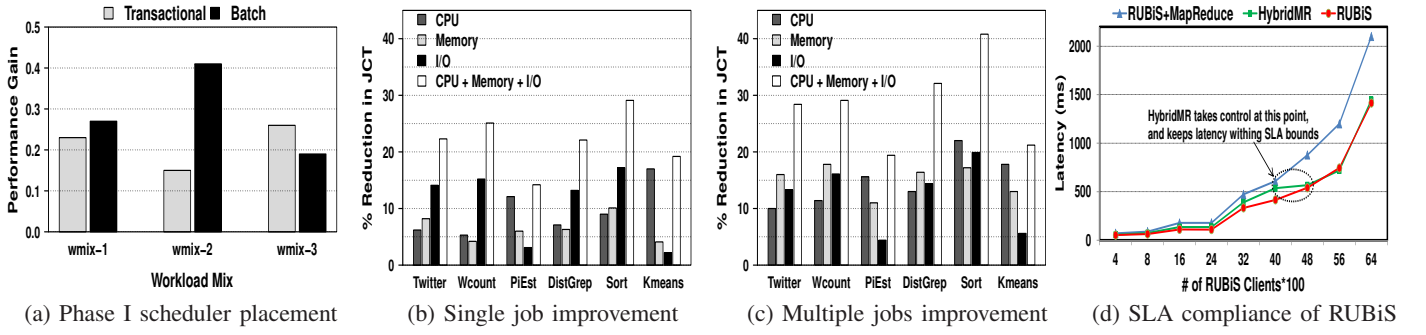 Transactional Batch
Performance Gain
0.5
0.4
0.3
0.2
0.1
0.0
wmix-1 wmix-2 wmix-3
Workload Mix
(a) Phase I scheduler placement
% Reduction in JCT
CPU
Memory
I/O
CPU + Memory + I/O
40
30
20
10
0
Twitter Wcount PiEst DistGrep Sort Kmeans
(b) Single job improvement
% Reduction in JCT
CPU
Memory
I/O
CPU + Memory + I/O
40
30
20
10
0
Twitter Wcount PiEst DistGrep Sort Kmeans
(c) Multiple jobs improvement
RUBiS+MapReduce HybridMR RUBiS
Latency (ms)
2000
1500
1000
500
0
HybridMR takes control at this point,
and keeps latency withing SLA bounds
4 8 16 24 32 40 48 56 64
# of RUBiS Clients*100
(d) SLA compliance of RUBiS